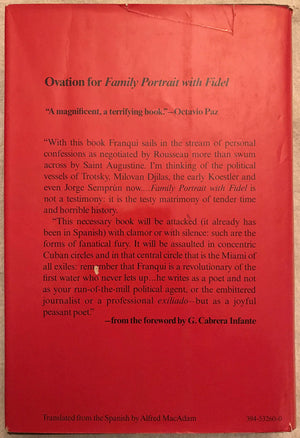 Ovation for Family Portrait with Fidel
“A magnificent, a terrifying book.”–Octavio Paz
“With this book Franqui sails in the stream of personal
confessions as negotiated by Rousseau more than swum
across by Saint Augustine. I'm thinking of the political
vessels of Trotsky, Milovan Djilas, the early Koestler and
even Jorge Semprún now....Family Portrait with Fidel is
not a testimony: it is the testy matrimony of tender time
and horrible history.
“This necessary book will be attacked (it already has
been in Spanish) with clamor or with silence: such are the
forms of fanatical fury. It will be assaulted in concentric
Cuban circles and in that central circle that is the Miami of
all exiles: remember that Franqui is a revolutionary of the
first water who never lets up...he writes as a poet and not
as your run-of-the-mill political agent, or the embittered
journalist or a professional exiliado–but as a joyful
peasant poet.”
–from the foreword by G. Cabrera Infante
Translated from the Spanish by Alfred MacAdam
394-53260-0